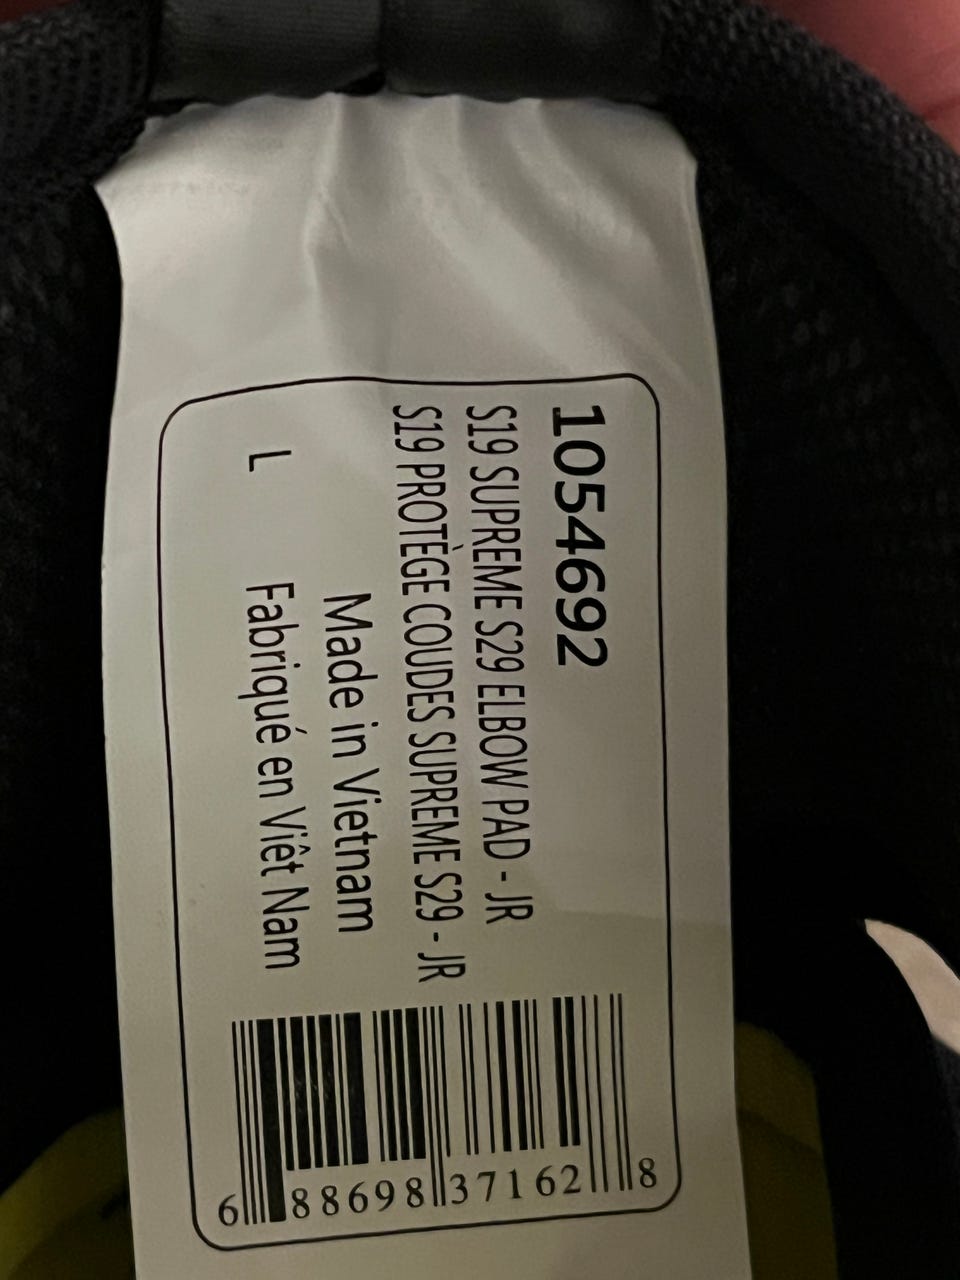 1054692
S19 SUPREME S29 ELBOW PAD - JR
S19 PROTÈGE COUDES SUPREME S29 - JR
Made in Vietnam
L Fabriqué en Viêt Nam
6 88698 37162 8